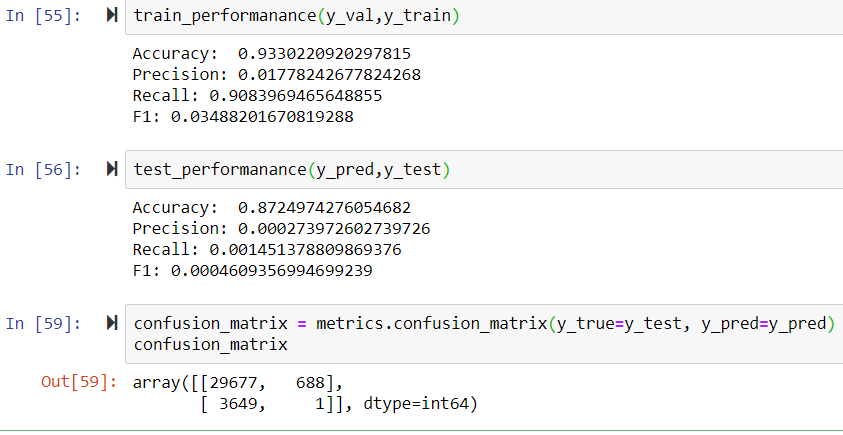 In [55]: train_performanance(y_val,y_train)
Accuracy:  0.9330220920297815
Precision: 0.01778242677824268
Recall: 0.9083969465648855
F1: 0.03488201670819288
In [56]: test_performanance(y_pred,y_test)
Accuracy:  0.8724974276054682
Precision: 0.000273972602739726
Recall: 0.001451378809869376
F1: 0.0004609356994699239
In [59]: confusion_matrix = metrics.confusion_matrix(y_true=y_test, y_pred=y_pred)
confusion_matrix
Out[59]: array([[29677,   688],
       [ 3649,     1]], dtype=int64)